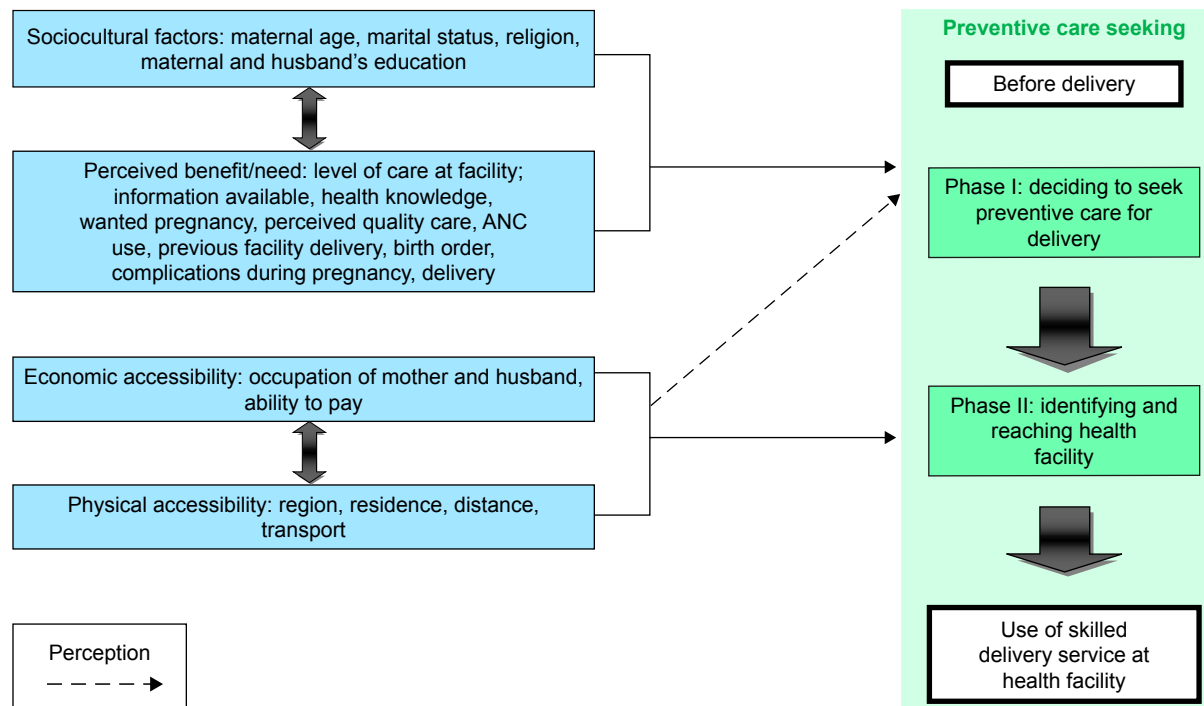 Sociocultural factors: maternal age, marital status, religion,
maternal and husband’s education
Perceived benefit/need: level of care at facility;
information available, health knowledge,
wanted pregnancy, perceived quality care, ANC
use, previous facility delivery, birth order,
complications during pregnancy, delivery
Economic accessibility: occupation of mother and husband,
ability to pay
Physical accessibility: region, residence, distance,
transport
Perception
Preventive care seeking
Before delivery
Phase I: deciding to seek
preventive care for
delivery
Phase II: identifying and
reaching health
facility
Use of skilled
delivery service at
health facility